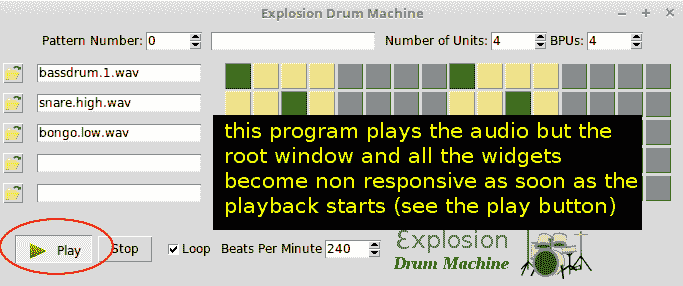 Explosion Drum Machine
Pattern Number: 0 Number of Units: 4 BPUs: 4
bassdrum.1.wav
snare.high.wav
bongo.low.wav
this program plays the audio but the
root window and all the widgets
become non responsive as soon as the
playback starts (see the play button)
Play Stop Loop Beats Per Minute 240
Explosion
Drum Machine